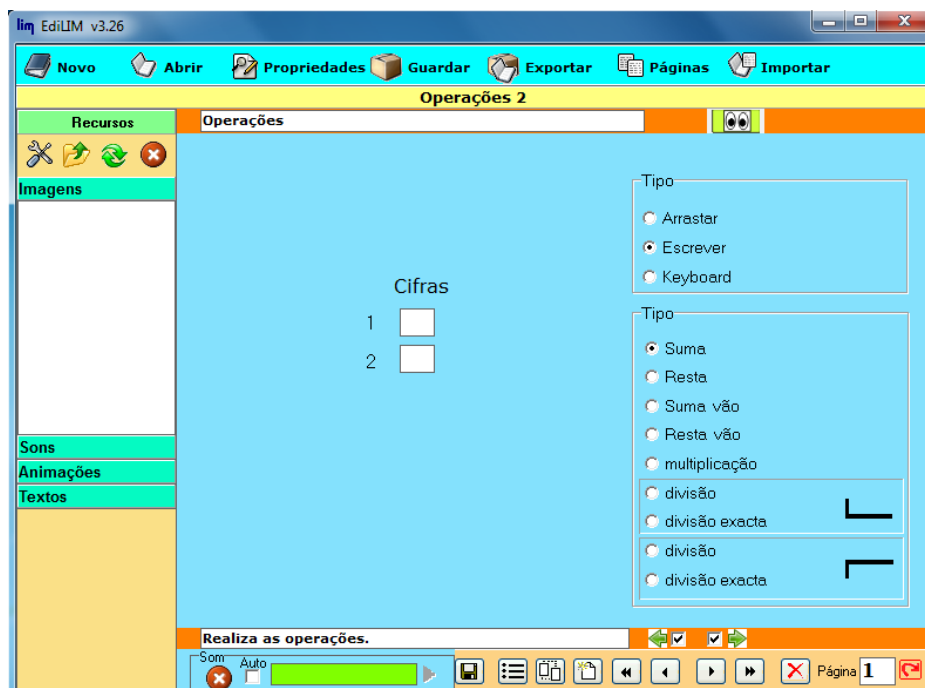 lim EdiLIM v3.26
Novo Abrir Propriedades Guardar Exportar Páginas Importar
Operações 2
Recursos
Operações
Imagens
Tipo
Arrastar
Escrever
Keyboard
Cifras
1
2
Tipo
Suma
Resta
Suma vão
Resta vão
multiplicação
divisão
divisão exacta
divisão
divisão exacta
Sons
Animações
Textos
Realiza as operações.
Som Auto
Página 1